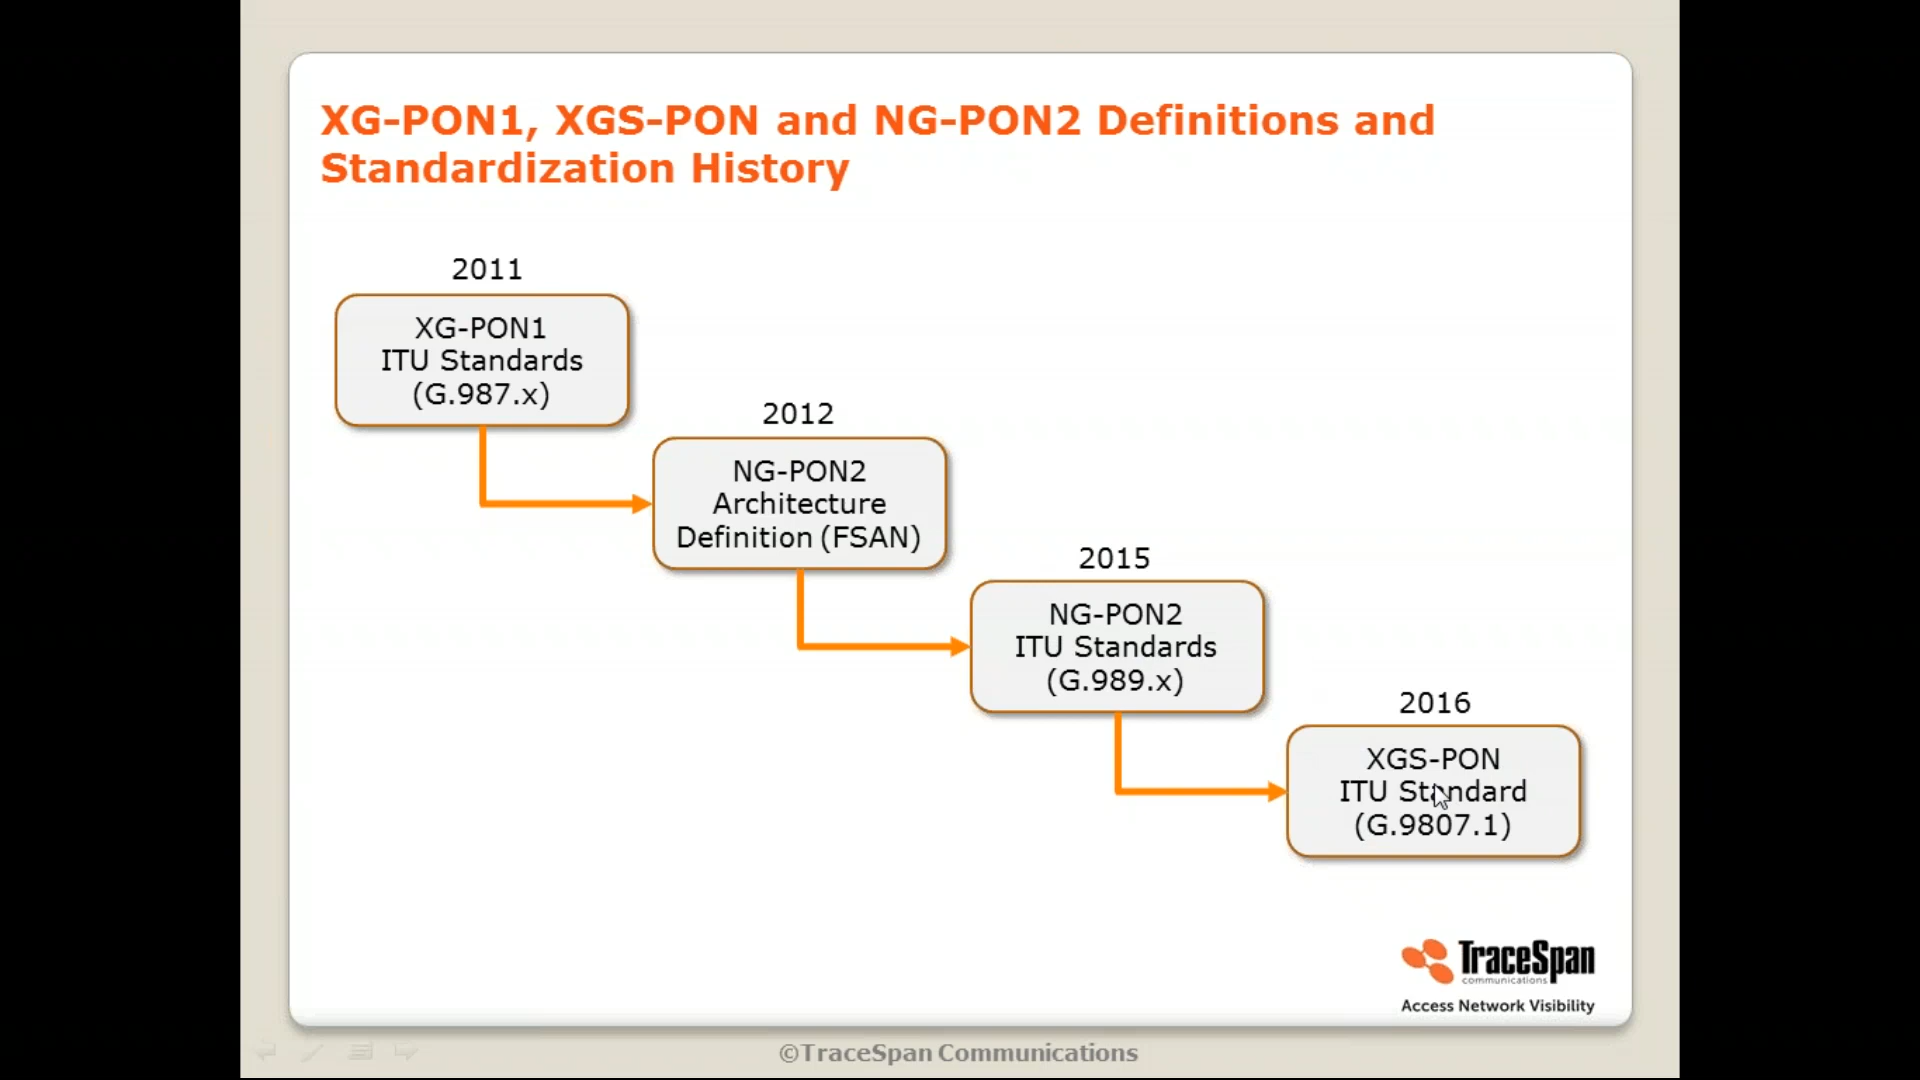 XG-PON1, XGS-PON and NG-PON2 Definitions and
Standardization History
2011
XG-PON1
ITU Standards
(G.987.x)
2012
NG-PON2
Architecture
Definition (FSAN)
2015
NG-PON2
ITU Standards
(G.989.x)
2016
XGS-PON
ITU Standard
(G.9807.1)
TraceSpan
communications
Access Network Visibility
©TraceSpan Communications